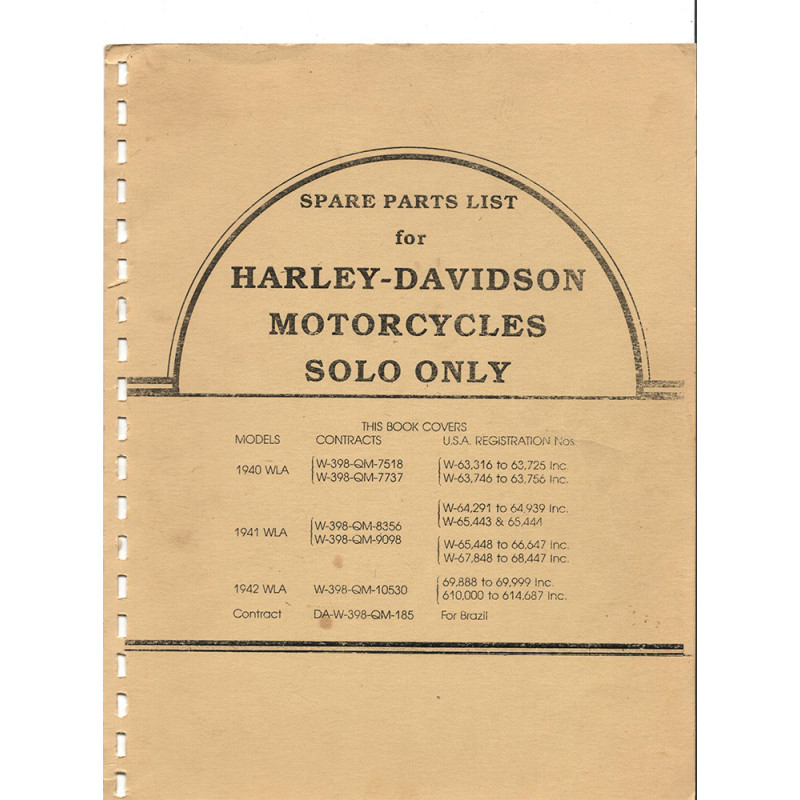 SPARE PARTS LIST
for
HARLEY-DAVIDSON
MOTORCYCLES
SOLO ONLY
THIS BOOK COVERS
MODELS CONTRACTS U.S.A. REGISTRATION Nos.
1940 WLA W-398-QM-7518 W-63,316 to 63,725 Inc.
W-398-QM-7737 W-63,746 to 63,756 Inc.
W-64,291 to 64,939 Inc.
1941 WLA W-398-QM-8356 W-65,443 & 65,444
W-398-QM-9098 W-65,448 to 66,647 Inc.
W-67,848 to 68,447 Inc.
1942 WLA W-398-QM-10530 69,888 to 69,999 Inc.
610,000 to 614,687 Inc.
Contract DA-W-398-QM-185 For Brazil